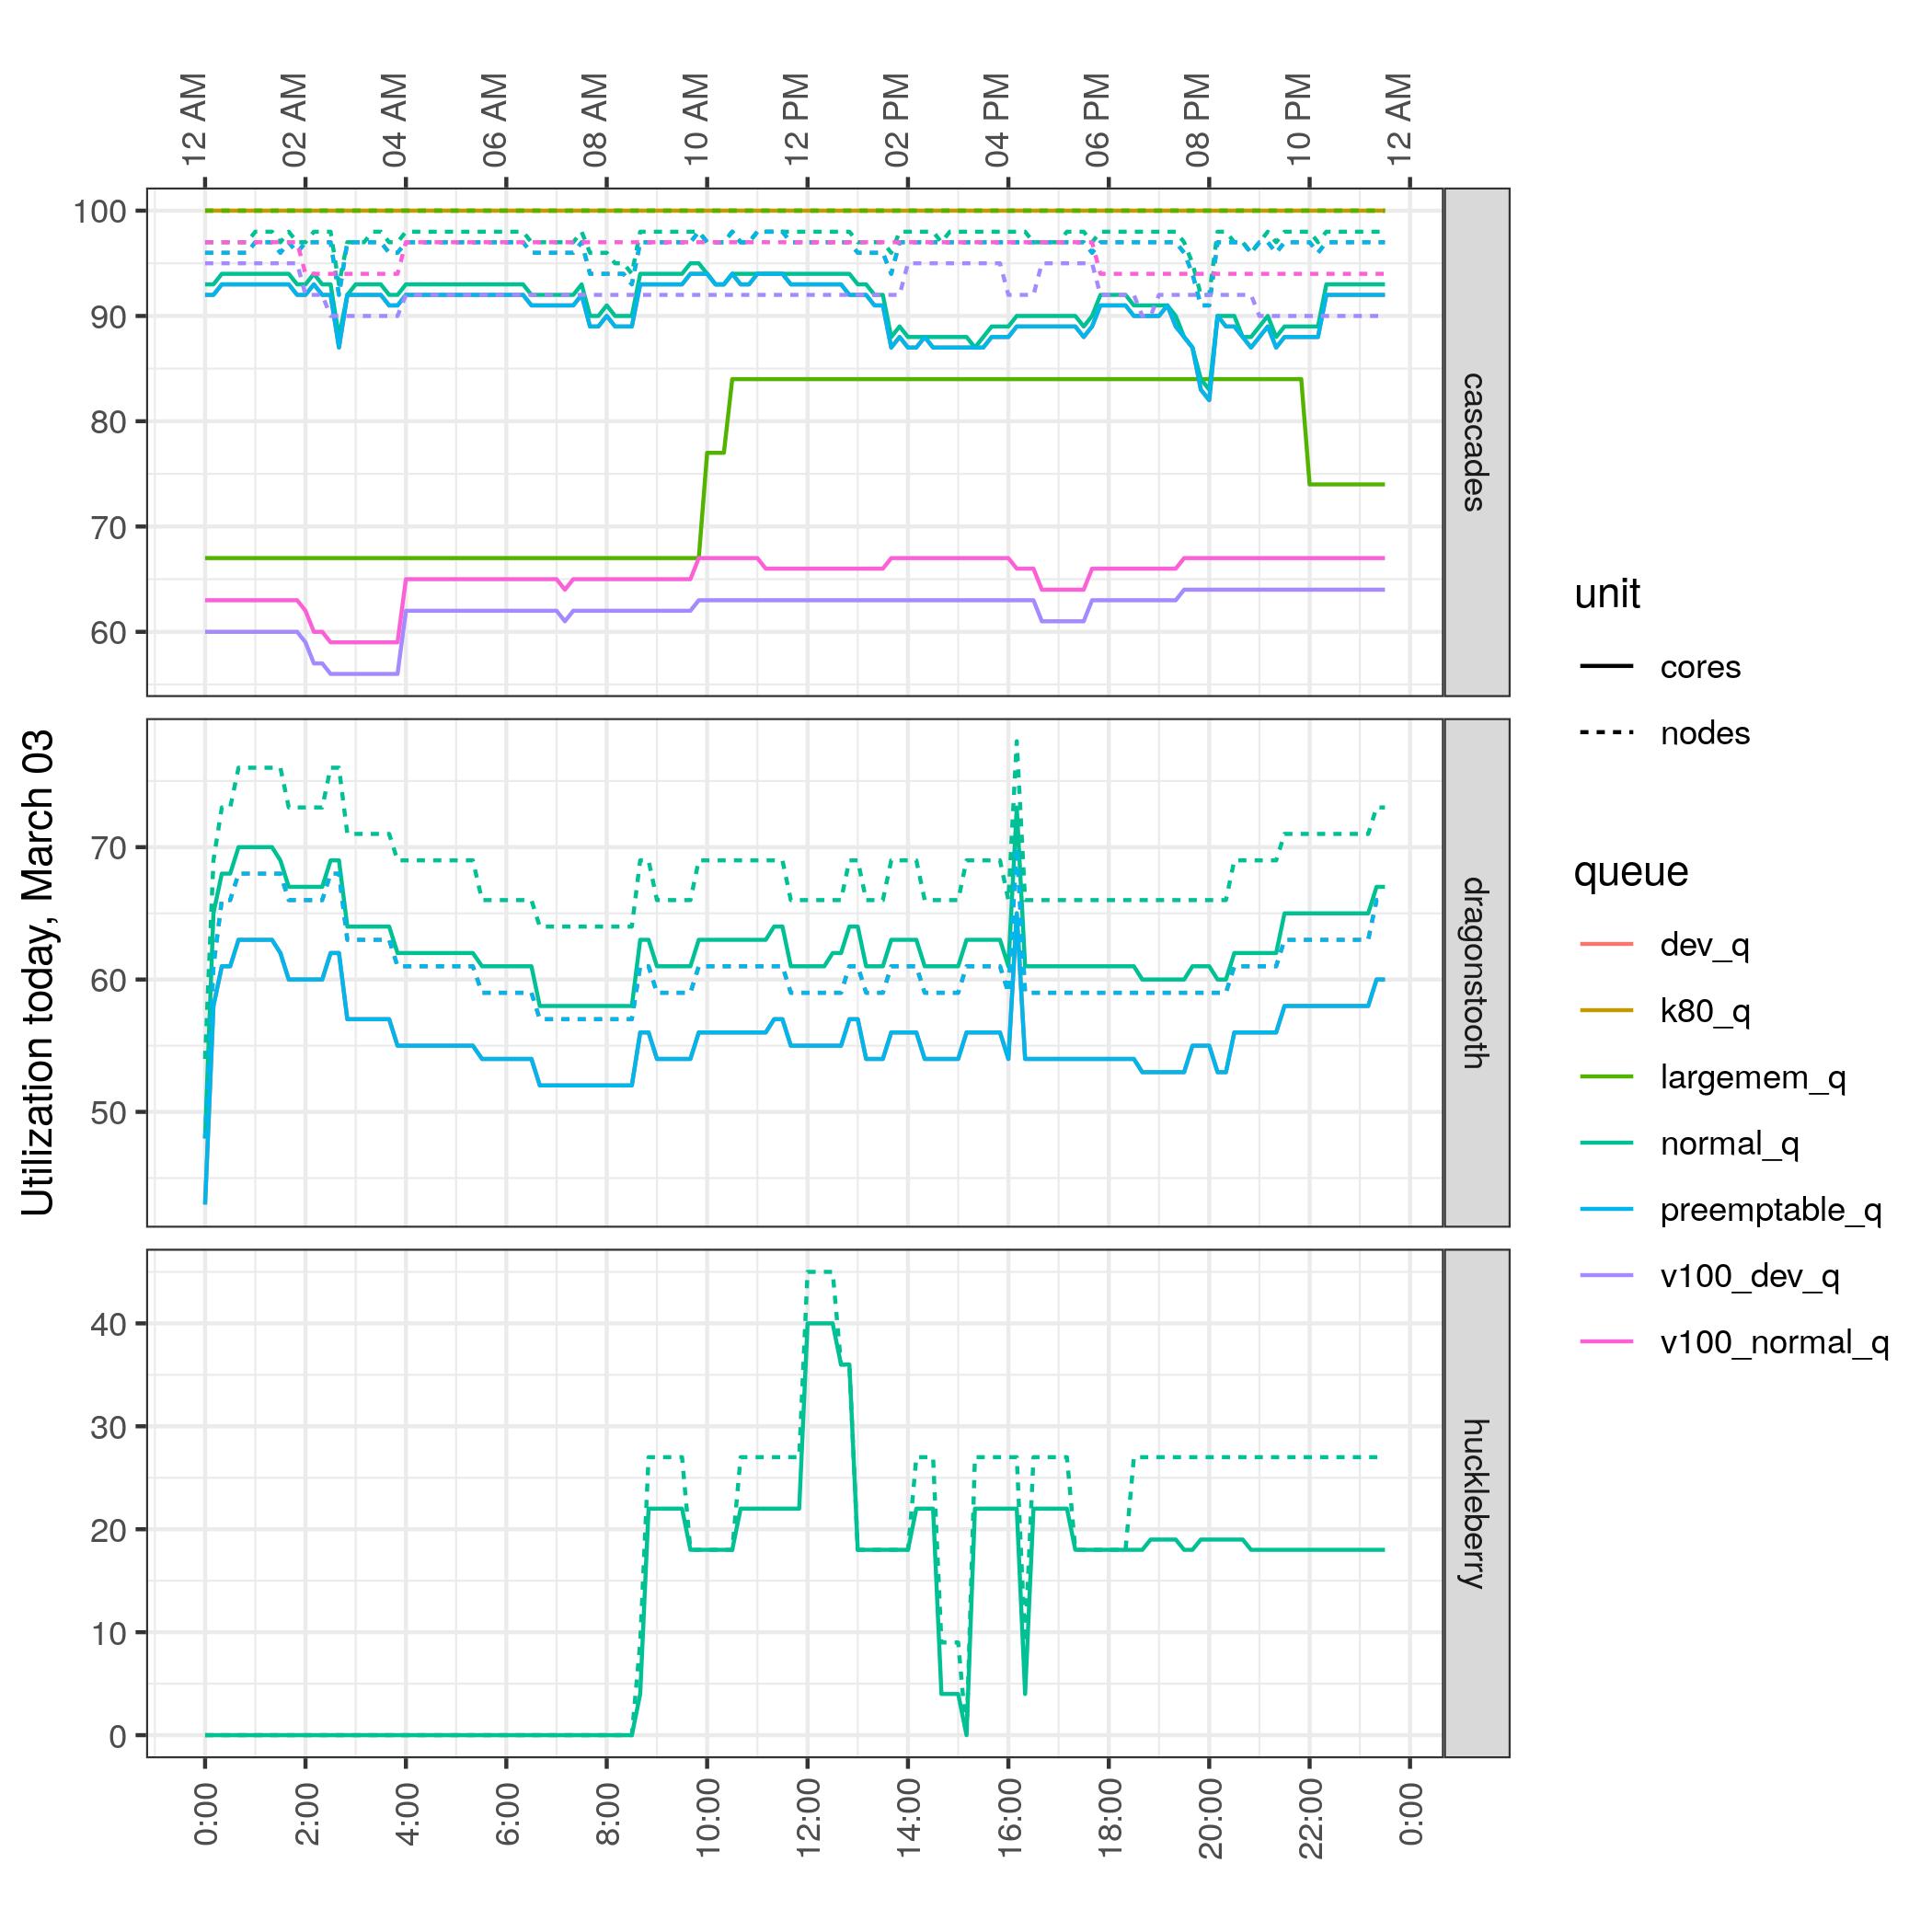 12 AM
02 AM
04 AM
06 AM
08 AM
10 AM
12 PM
02 PM
04 PM
06 PM
08 PM
10 PM
12 AM
Utilization today, March 03
100
90
80
70
60
cascades
70
60
50
dragonstooth
40
30
20
10
0
huckleberry
0:00
2:00
4:00
6:00
8:00
10:00
12:00
14:00
16:00
18:00
20:00
22:00
0:00
unit
cores
nodes
queue
dev_q
k80_q
largemem_q
normal_q
preemptable_q
v100_dev_q
v100_normal_q